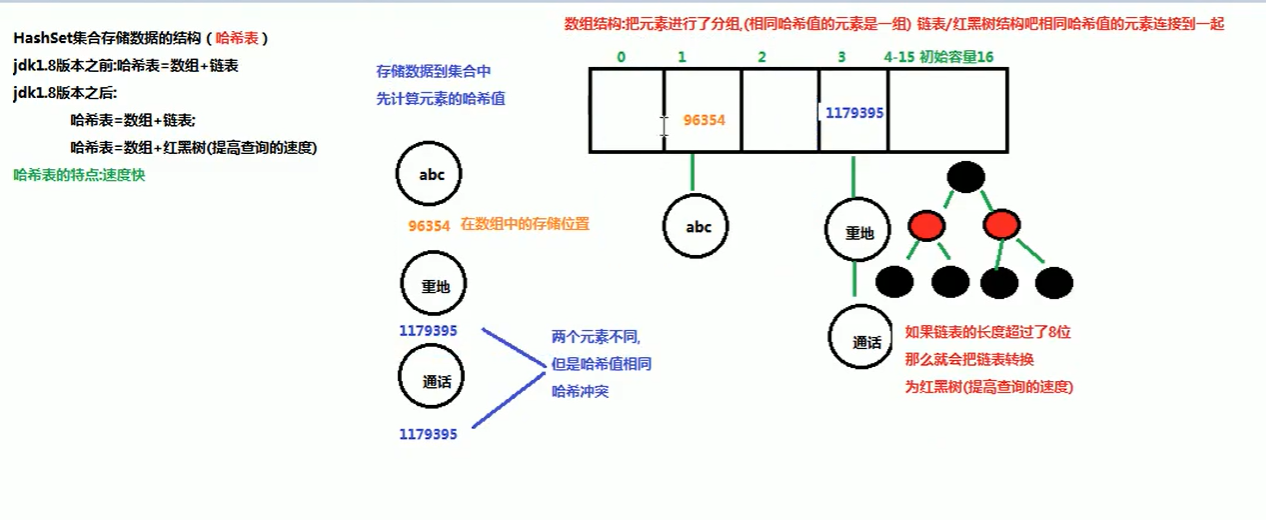 HashSet集合存储数据的结构（哈希表）
jdk1.8版本之前:哈希表=数组+链表
jdk1.8版本之后:
哈希表=数组+链表;
哈希表=数组+红黑树(提高查询的速度)
哈希表的特点:速度快
存储数据到集合中
先计算元素的哈希值
abc
96354 在数组中的存储位置
重地
1179395
通话
1179395
两个元素不同,
但是哈希值相同
哈希冲突
数组结构:把元素进行了分组,(相同哈希值的元素是一组) 链表/红黑树结构吧相同哈希值的元素连接到一起
0 1 2 3 4-15 初始容量16
96354 1179395
abc
重地
通话
如果链表的长度超过了8位
那么就会把链表转换
为红黑树(提高查询的速度)